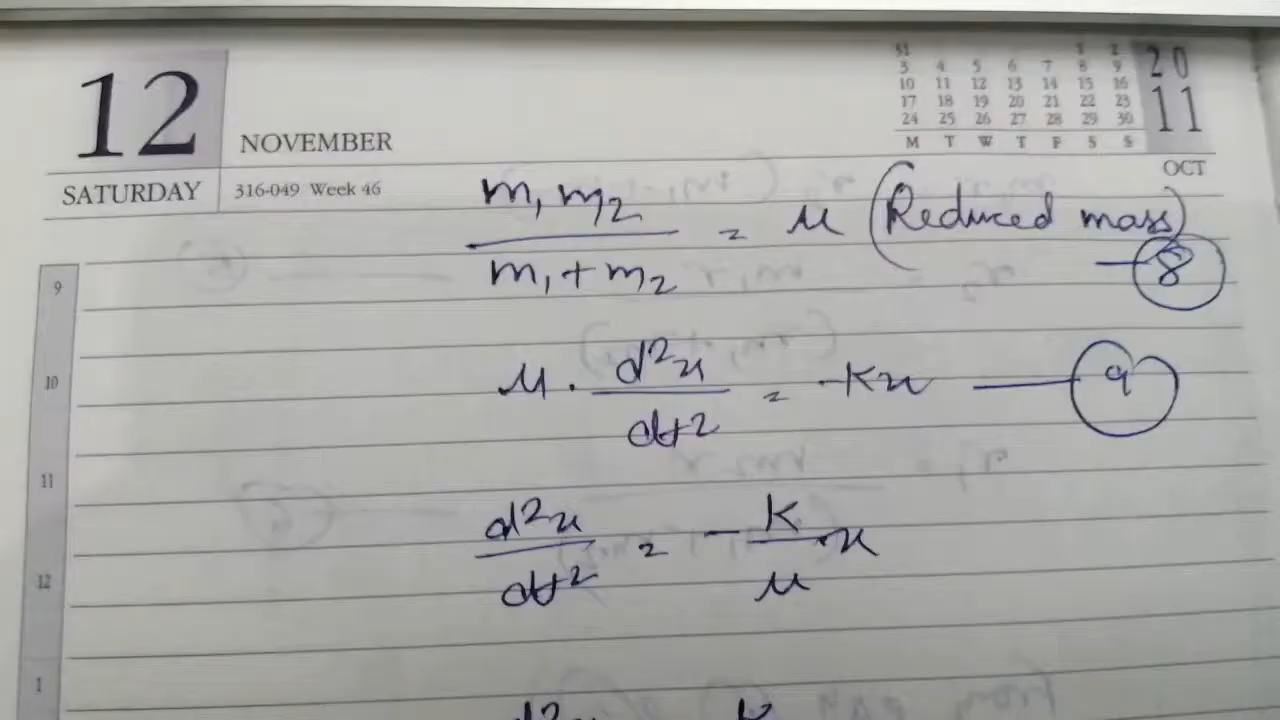 12
NOVEMBER
SATURDAY 316-049 Week 46
31 1 2
3 4 5 6 7 8 9
10 11 12 13 14 15 16
17 18 19 20 21 22 23
24 25 26 27 28 29 30
M T W T F S S
20
11
OCT
m₁m₂ / m₁+m₂ = μ (Reduced mass) — 8
9
10
μ · d²x/dt² = -Kx — 9
11
d²x/dt² = - K/μ · x
12
1